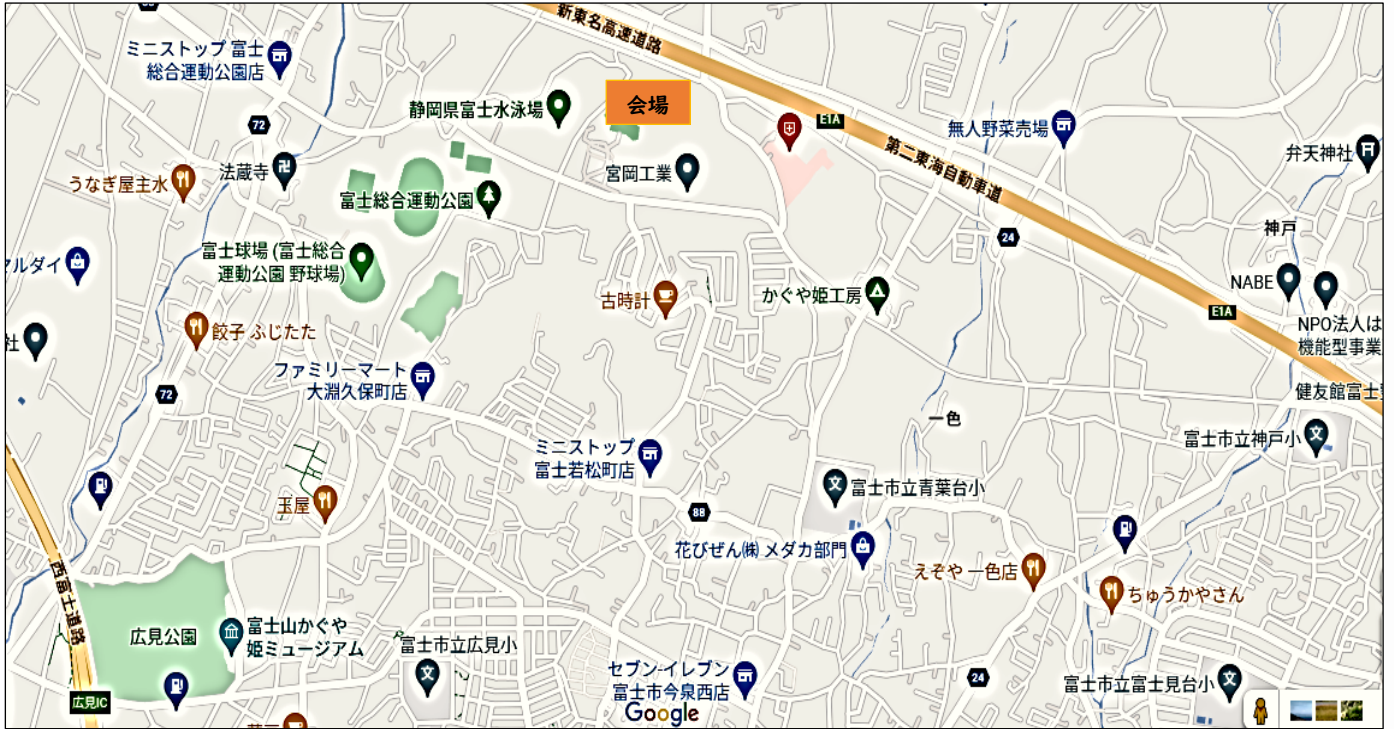 新東名高速道路
ミニストップ 富士
総合運動公園店
静岡県富士水泳場
会場
E1A
72
無人野菜売場
第二東海自動車道
弁天神社
法蔵寺
宮岡工業
うなぎ屋主水
富士総合運動公園
24
神戸
マルダイ
富士球場 (富士総合
運動公園 野球場)
NABE
古時計
かぐや姫工房
E1A
NPO法人は
機能型事業
社
餃子 ふじたた
ファミリーマート
大淵久保町店
72
健友館富士
一色
富士市立神戸小
ミニストップ
富士若松町店
富士市立青葉台小
玉屋
88
花びぜん㈱ メダカ部門
えぞや 一色店
ちゅうかやさん
西富士道路
広見公園
富士山かぐや
姫ミュージアム
富士市立広見小
セブン-イレブン
富士市今泉西店
24
富士市立富士見台小
広見IC
Google